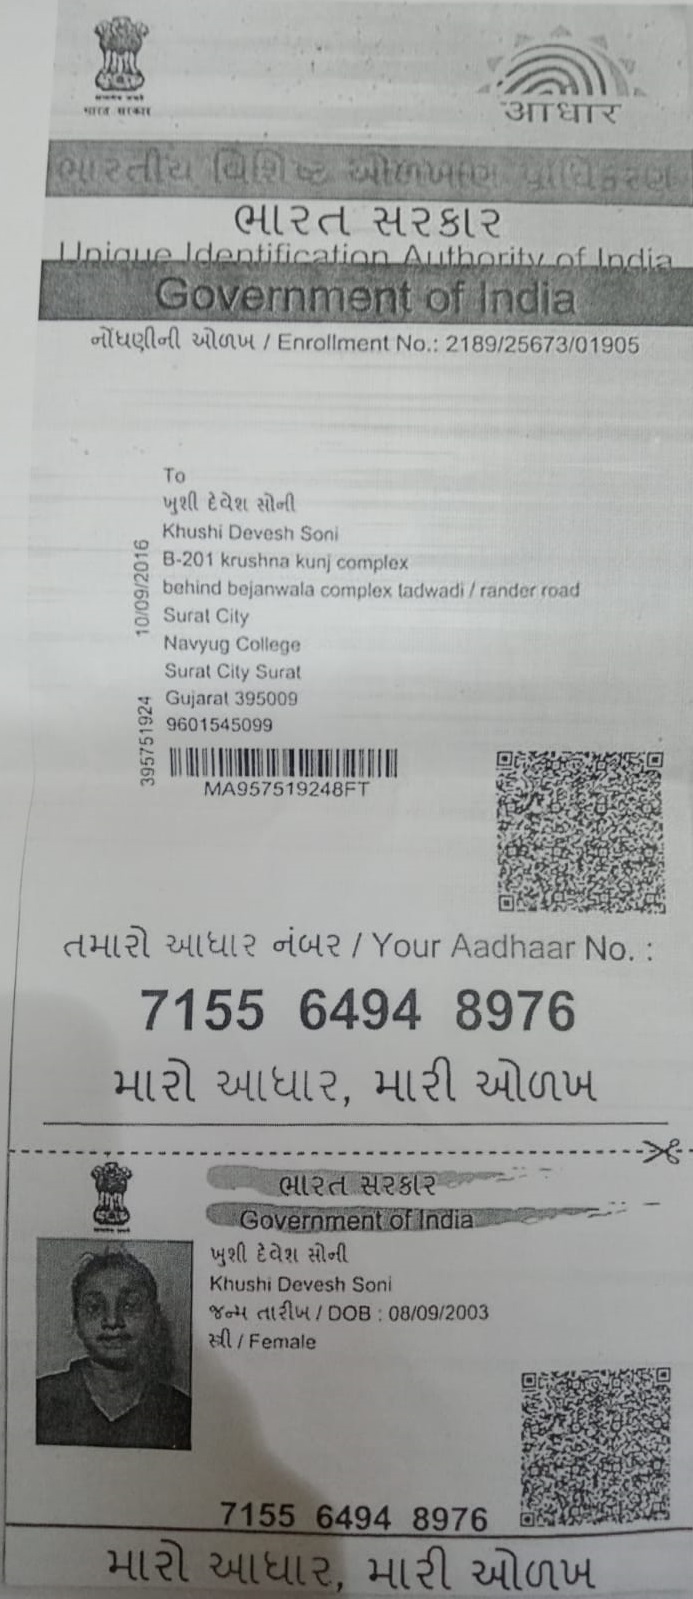 भारत सरकार
आधार
ભારતીય વિશિષ્ટ ઓળખાણ પ્રાધિકરણ
ભારત સરકાર
Unique Identification Authority of India
Government of India
નોંધણીની ઓળખ / Enrollment No.: 2189/25673/01905
To
ખુશી દેવેશ સોની
Khushi Devesh Soni
B-201 krushna kunj complex
behind bejanwala complex tadwadi / rander road
Surat City
Navyug College
Surat City Surat
Gujarat 395009
9601545099
395751924 10/09/2016
MA957519248FT
તમારો આધાર નંબર / Your Aadhaar No. :
7155 6494 8976
મારો આધાર, મારી ઓળખ
ભારત સરકાર
Government of India
ખુશી દેવેશ સોની
Khushi Devesh Soni
જન્મ તારીખ / DOB : 08/09/2003
સ્ત્રી / Female
7155 6494 8976
મારો આધાર, મારી ઓળખ